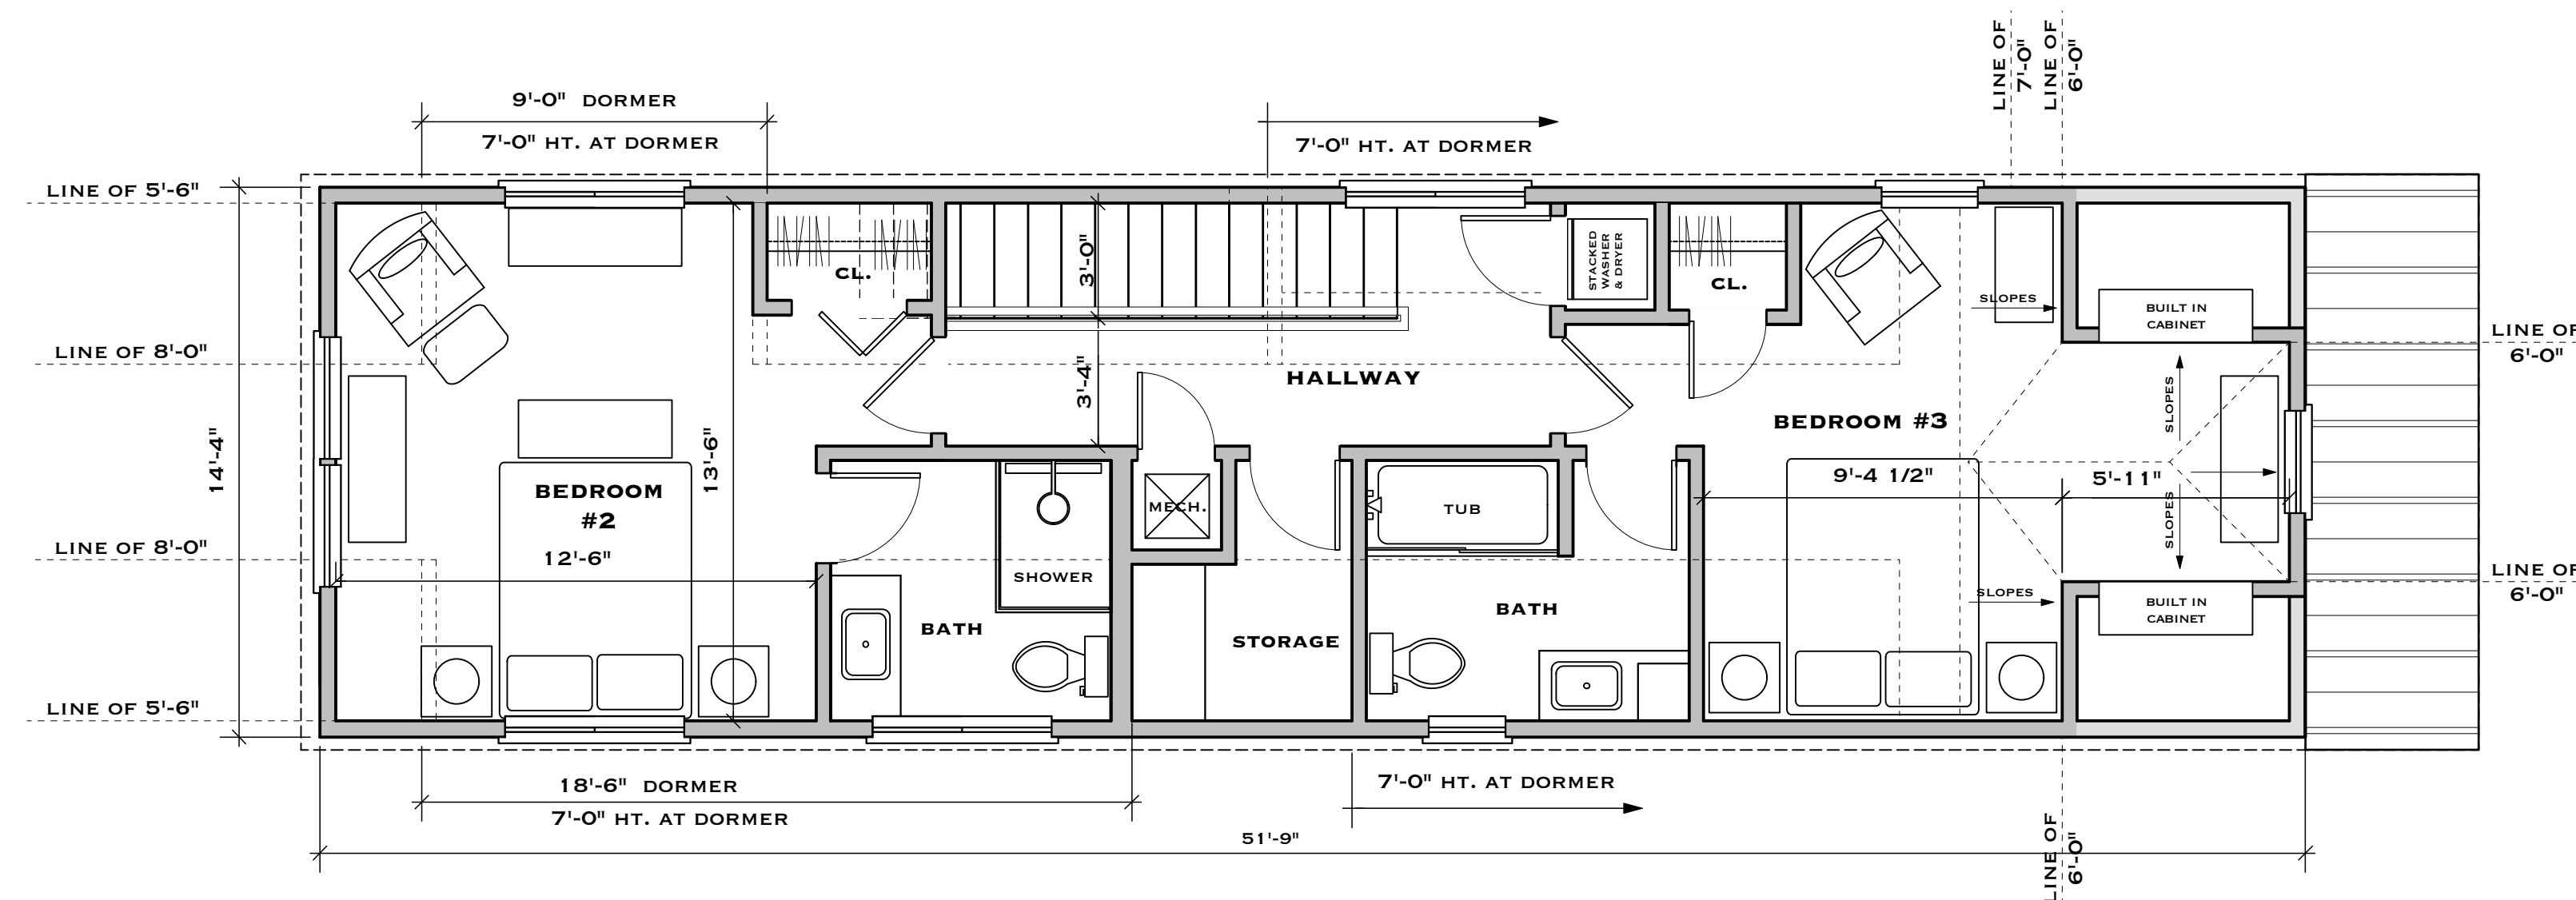 LINE OF
7'-0"
LINE OF
6'-0"
9'-0" DORMER
7'-0" HT. AT DORMER
7'-0" HT. AT DORMER
LINE OF 5'-6"
3'-0"
STACKED
WASHER
& DRYER
CL.
CL.
SLOPES
BUILT IN
CABINET
LINE OF
6'-0"
LINE OF 8'-0"
3'-4"
HALLWAY
SLOPES
BEDROOM #3
14'-4"
13'-6"
9'-4 1/2"
5'-11"
BEDROOM
#2
MECH.
TUB
SLOPES
LINE OF 8'-0"
12'-6"
SHOWER
LINE OF
6'-0"
SLOPES
BUILT IN
CABINET
BATH
STORAGE
BATH
LINE OF 5'-6"
18'-6" DORMER
7'-0" HT. AT DORMER
7'-0" HT. AT DORMER
51'-9"
LINE OF
6'-0"